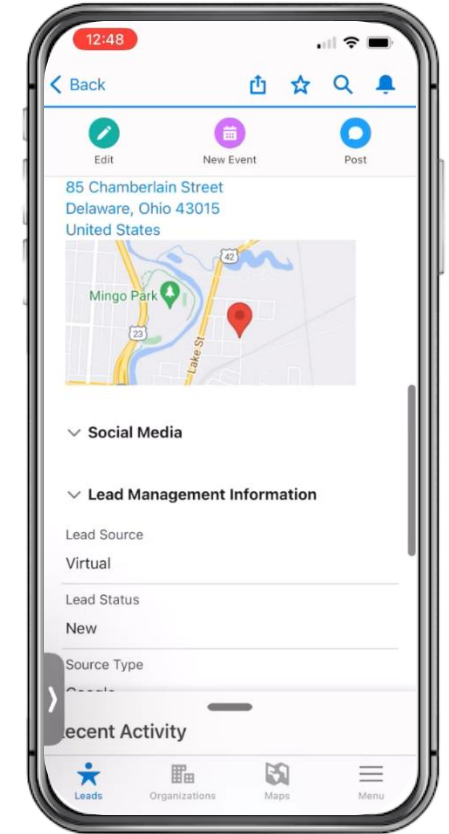 12:48
Back
Edit
New Event
Post
85 Chamberlain Street
Delaware, Ohio 43015
United States
42
Mingo Park
23
Lake St
Social Media
Lead Management Information
Lead Source
Virtual
Lead Status
New
Source Type
Google
ecent Activity
Leads
Organizations
Maps
Menu